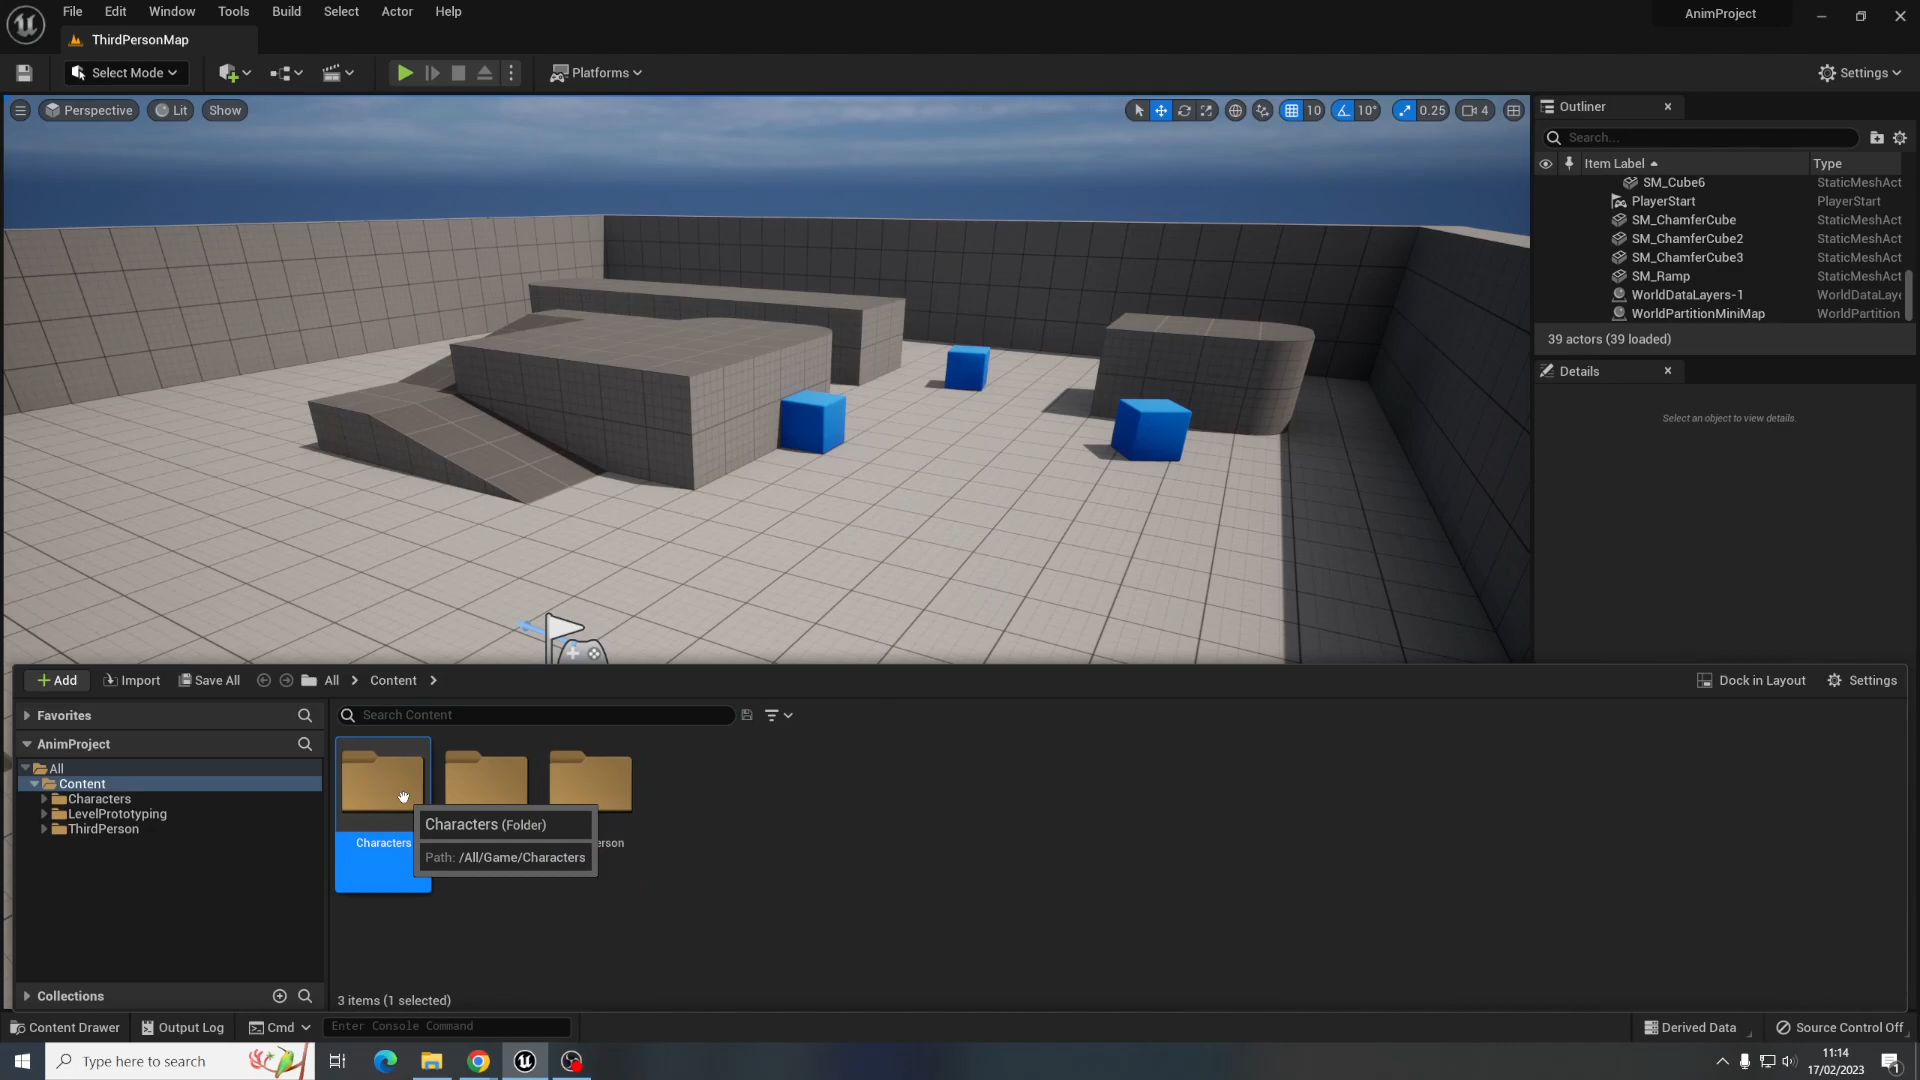 File Edit Window Tools Build Select Actor Help
AnimProject
ThirdPersonMap
Select Mode
Platforms
Settings
Perspective
Lit
Show
10
10°
0.25
4
Outliner
Search...
Item Label
Type
SM_Cube6 StaticMeshAct
PlayerStart PlayerStart
SM_ChamferCube StaticMeshAct
SM_ChamferCube2 StaticMeshAct
SM_ChamferCube3 StaticMeshAct
SM_Ramp StaticMeshAct
WorldDataLayers-1 WorldDataLaye
WorldPartitionMiniMap WorldPartition
39 actors (39 loaded)
Details
Select an object to view details.
Add
Import
Save All
All
Content
Dock in Layout
Settings
Favorites
Search Content
AnimProject
All
Content
Characters
LevelPrototyping
ThirdPerson
Characters
erson
Characters (Folder)
Path: /All/Game/Characters
Collections
3 items (1 selected)
Content Drawer
Output Log
Cmd
Enter Console Command
Derived Data
Source Control Off
Type here to search
11:14
17/02/2023
1